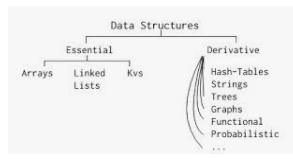 Data Structures
Essential
Derivative
Arrays
Linked
Lists
Kvs
Hash-Tables
Strings
Trees
Graphs
Functional
Probabilistic
...